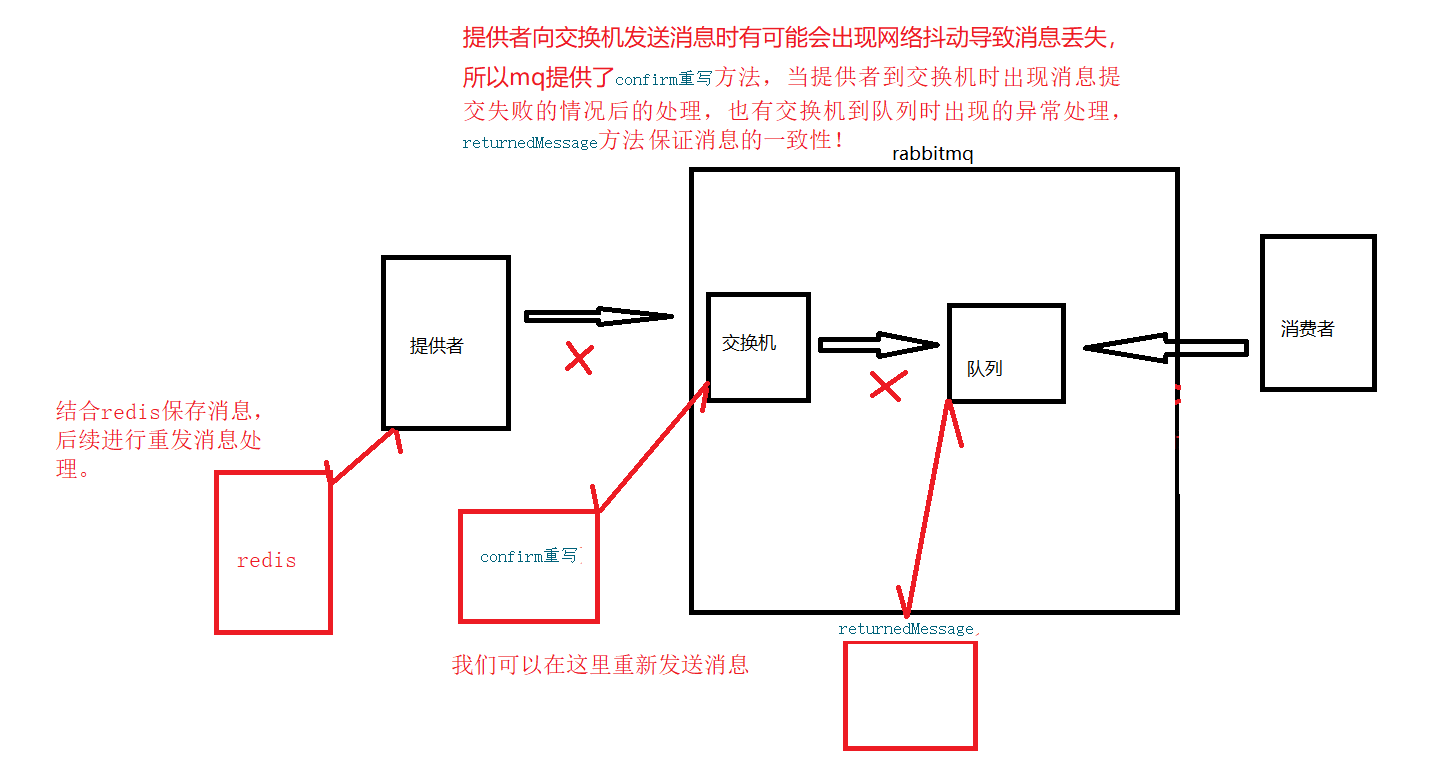 提供者向交换机发送消息时有可能会出现网络抖动导致消息丢失，
所以mq提供了confirm重写方法，当提供者到交换机时出现消息提
交失败的情况后的处理，也有交换机到队列时出现的异常处理，
returnedMessage方法 保证消息的一致性！
rabbitmq
提供者
交换机
队列
消费者
结合redis保存消息，
后续进行重发消息处
理。
redis
confirm重写
我们可以在这里重新发送消息
returnedMessage